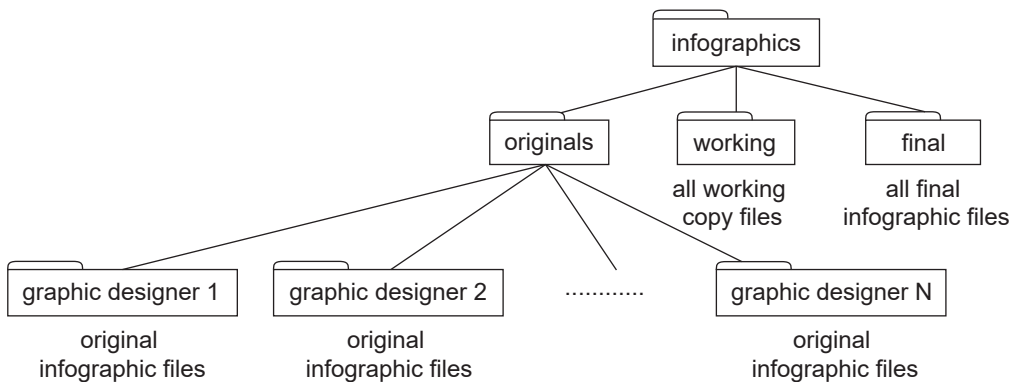 infographics
originals
working
final
all working
copy files
all final
infographic files
graphic designer 1
graphic designer 2
............
graphic designer N
original
infographic files
original
infographic files
original
infographic files